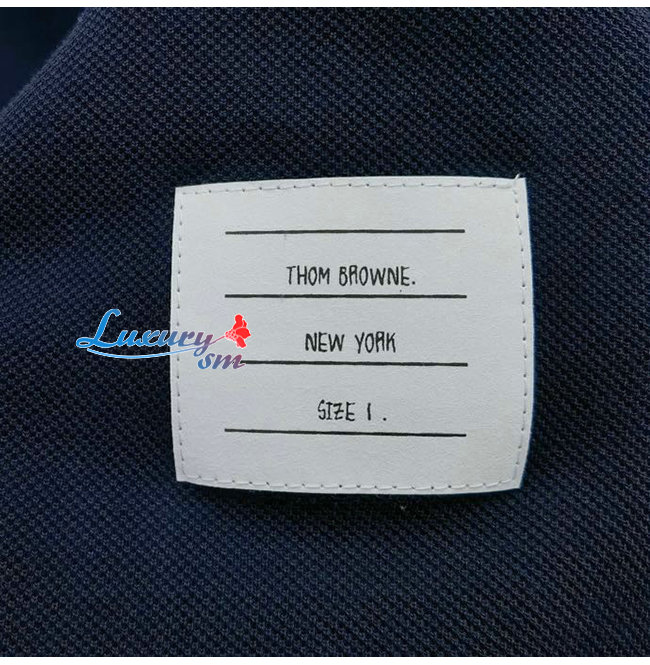 THOM BROWNE.
Luxury
NEW YORK
sm
SIZE 1.